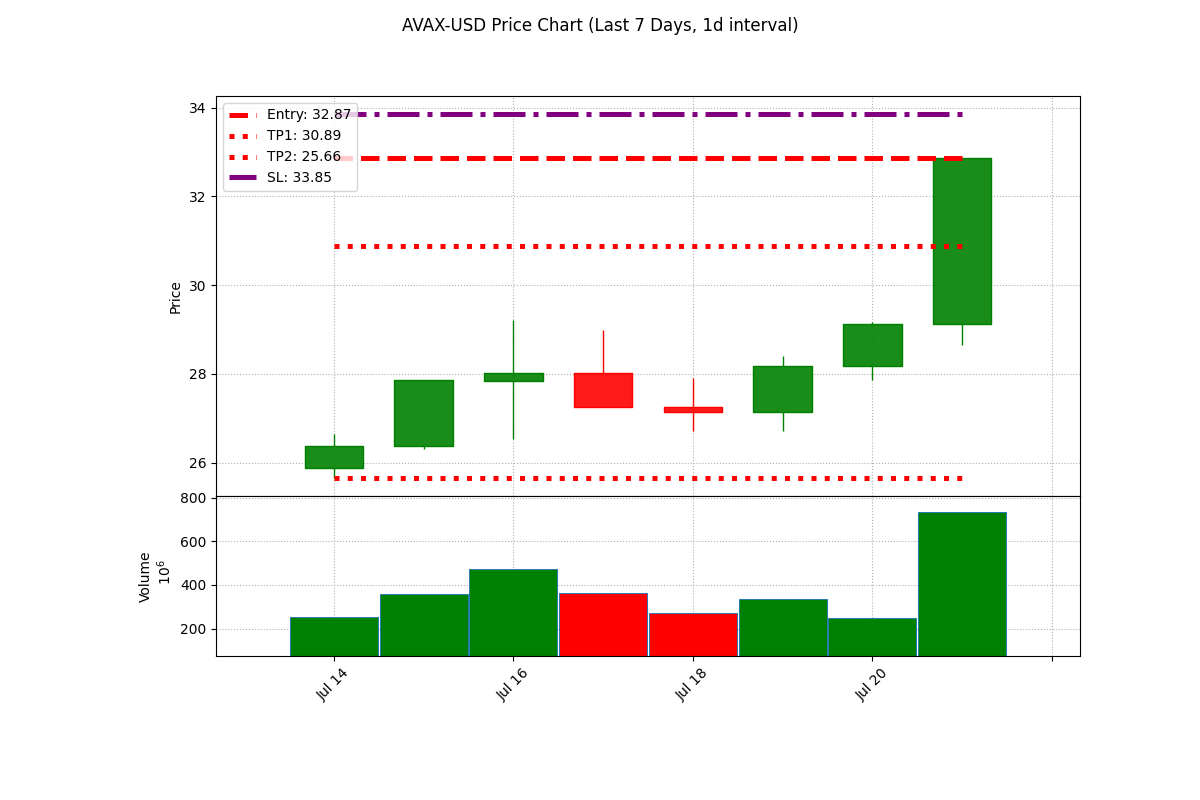 AVAX-USD Price Chart (Last 7 Days, 1d interval)
Entry: 32.87
TP1: 30.89
TP2: 25.66
SL: 33.85
Price
34
32
30
28
26
Volume
10^6
800
600
400
200
Jul 14
Jul 16
Jul 18
Jul 20